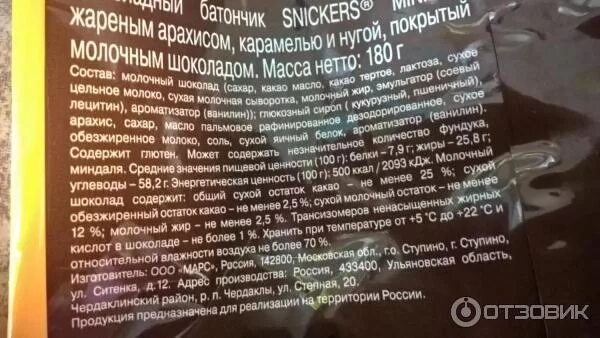 батончик SNICKERS®
жареным арахисом, карамелью и нугой, покрытый
молочным шоколадом. Масса нетто: 180 г
Состав: молочный шоколад (сахар, какао масло, какао тертое, лактоза, сухое
цельное молоко, сухая молочная сыворотка, молочный жир, эмульгатор (соевый
лецитин), ароматизатор (ванилин)); глюкозный сироп ( кукурузный, пшеничный),
арахис, сахар, масло пальмовое рафинированное дезодорированное, сухое
обезжиренное молоко, соль, сухой яичный белок, ароматизатор (ванилин).
Содержит глютен. Может содержать незначительное количество фундука,
миндаля. Средние значения пищевой ценности (100 г): белки – 7,9 г; жиры – 25,8 г;
углеводы – 58,2 г. Энергетическая ценность (100 г): 500 ккал / 2093 кДж. Молочный
шоколад содержит: общий сухой остаток какао – не менее 25 %; сухой
обезжиренный остаток какао – не менее 2,5 %; сухой молочный остаток – не менее
12 %; молочный жир – не менее 2,5 %. Трансизомеров ненасыщенных жирных
кислот в шоколаде – не более 1 %. Хранить при температуре от +5 °С до +22 °С и
относительной влажности воздуха не более 70 %.
Изготовитель: ООО «МАРС», Россия, 142800, Московская обл., г.о. Ступино, г. Ступино,
ул. Ситенка, д.12. Адрес производства: Россия, 433400, Ульяновская область,
Чердаклинский район, р. п. Чердаклы, ул. Степная, 20.
Продукция предназначена для реализации на территории России.
ОТЗОВИК